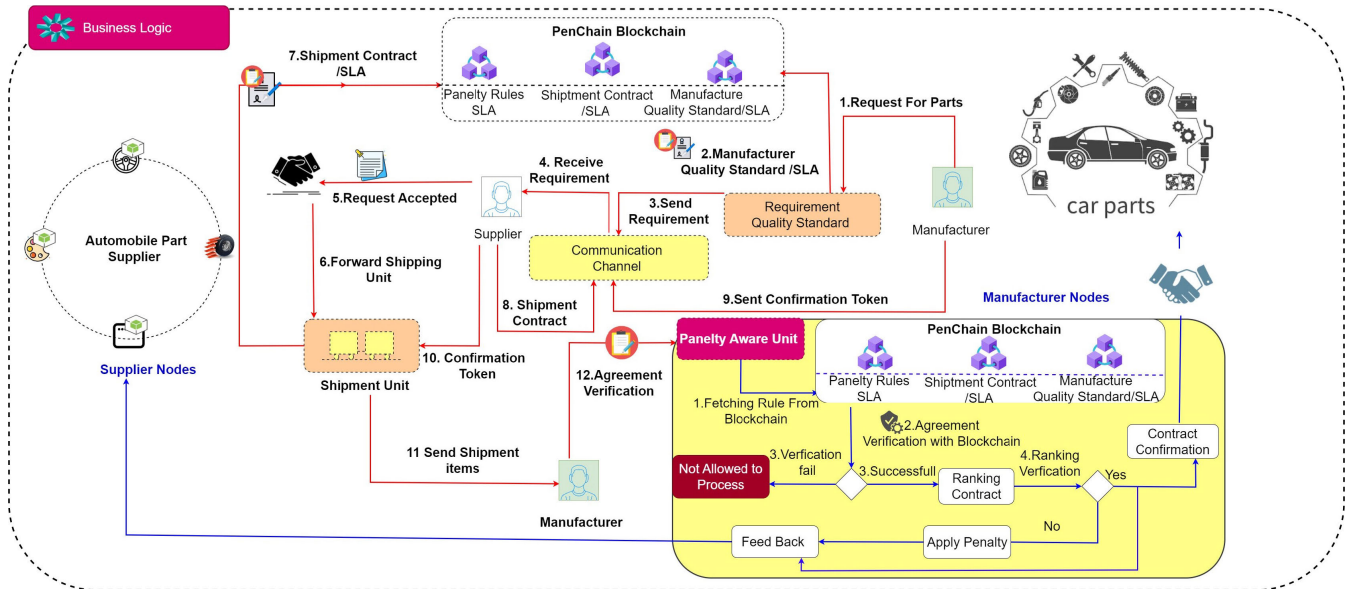 Business Logic
PenChain Blockchain
7.Shipment Contract
/SLA
Panelty Rules
SLA
Shiptment Contract
/SLA
Manufacture
Quality Standard/SLA
1.Request For Parts
2.Manufacturer
Quality Standard /SLA
4. Receive
Requirement
5.Request Accepted
3.Send
Requirement
Requirement
Quality Standard
car parts
Supplier
Manufacturer
Automobile Part
Supplier
Communication
Channel
6.Forward Shipping
Unit
8. Shipment
Contract
9.Sent Confirmation Token
Manufacturer Nodes
Supplier Nodes
Shipment Unit
10. Confirmation
Token
12.Agreement
Verification
Panelty Aware Unit
PenChain Blockchain
Panelty Rules
SLA
Shiptment Contract
/SLA
Manufacture
Quality Standard/SLA
1.Fetching Rule From
Blockchain
2.Agreement
Verification with Blockchain
Contract
Confirmation
11 Send Shipment
items
Manufacturer
3.Verfication
fail
3.Successfull
4.Ranking
Verfication
Not Allowed to
Process
Ranking
Contract
Yes
No
Feed Back
Apply Penalty